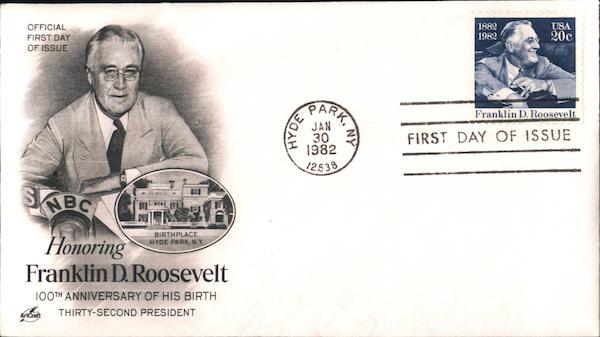 OFFICIAL
FIRST DAY
OF ISSUE
NBC
BIRTHPLACE
HYDE PARK, N.Y.
Honoring
Franklin D. Roosevelt
100TH ANNIVERSARY OF HIS BIRTH
THIRTY-SECOND PRESIDENT
ArtCraft
HYDE PARK, NY
JAN
30
1982
12538
1882
1982
USA
20c
Franklin D. Roosevelt
FIRST DAY OF ISSUE